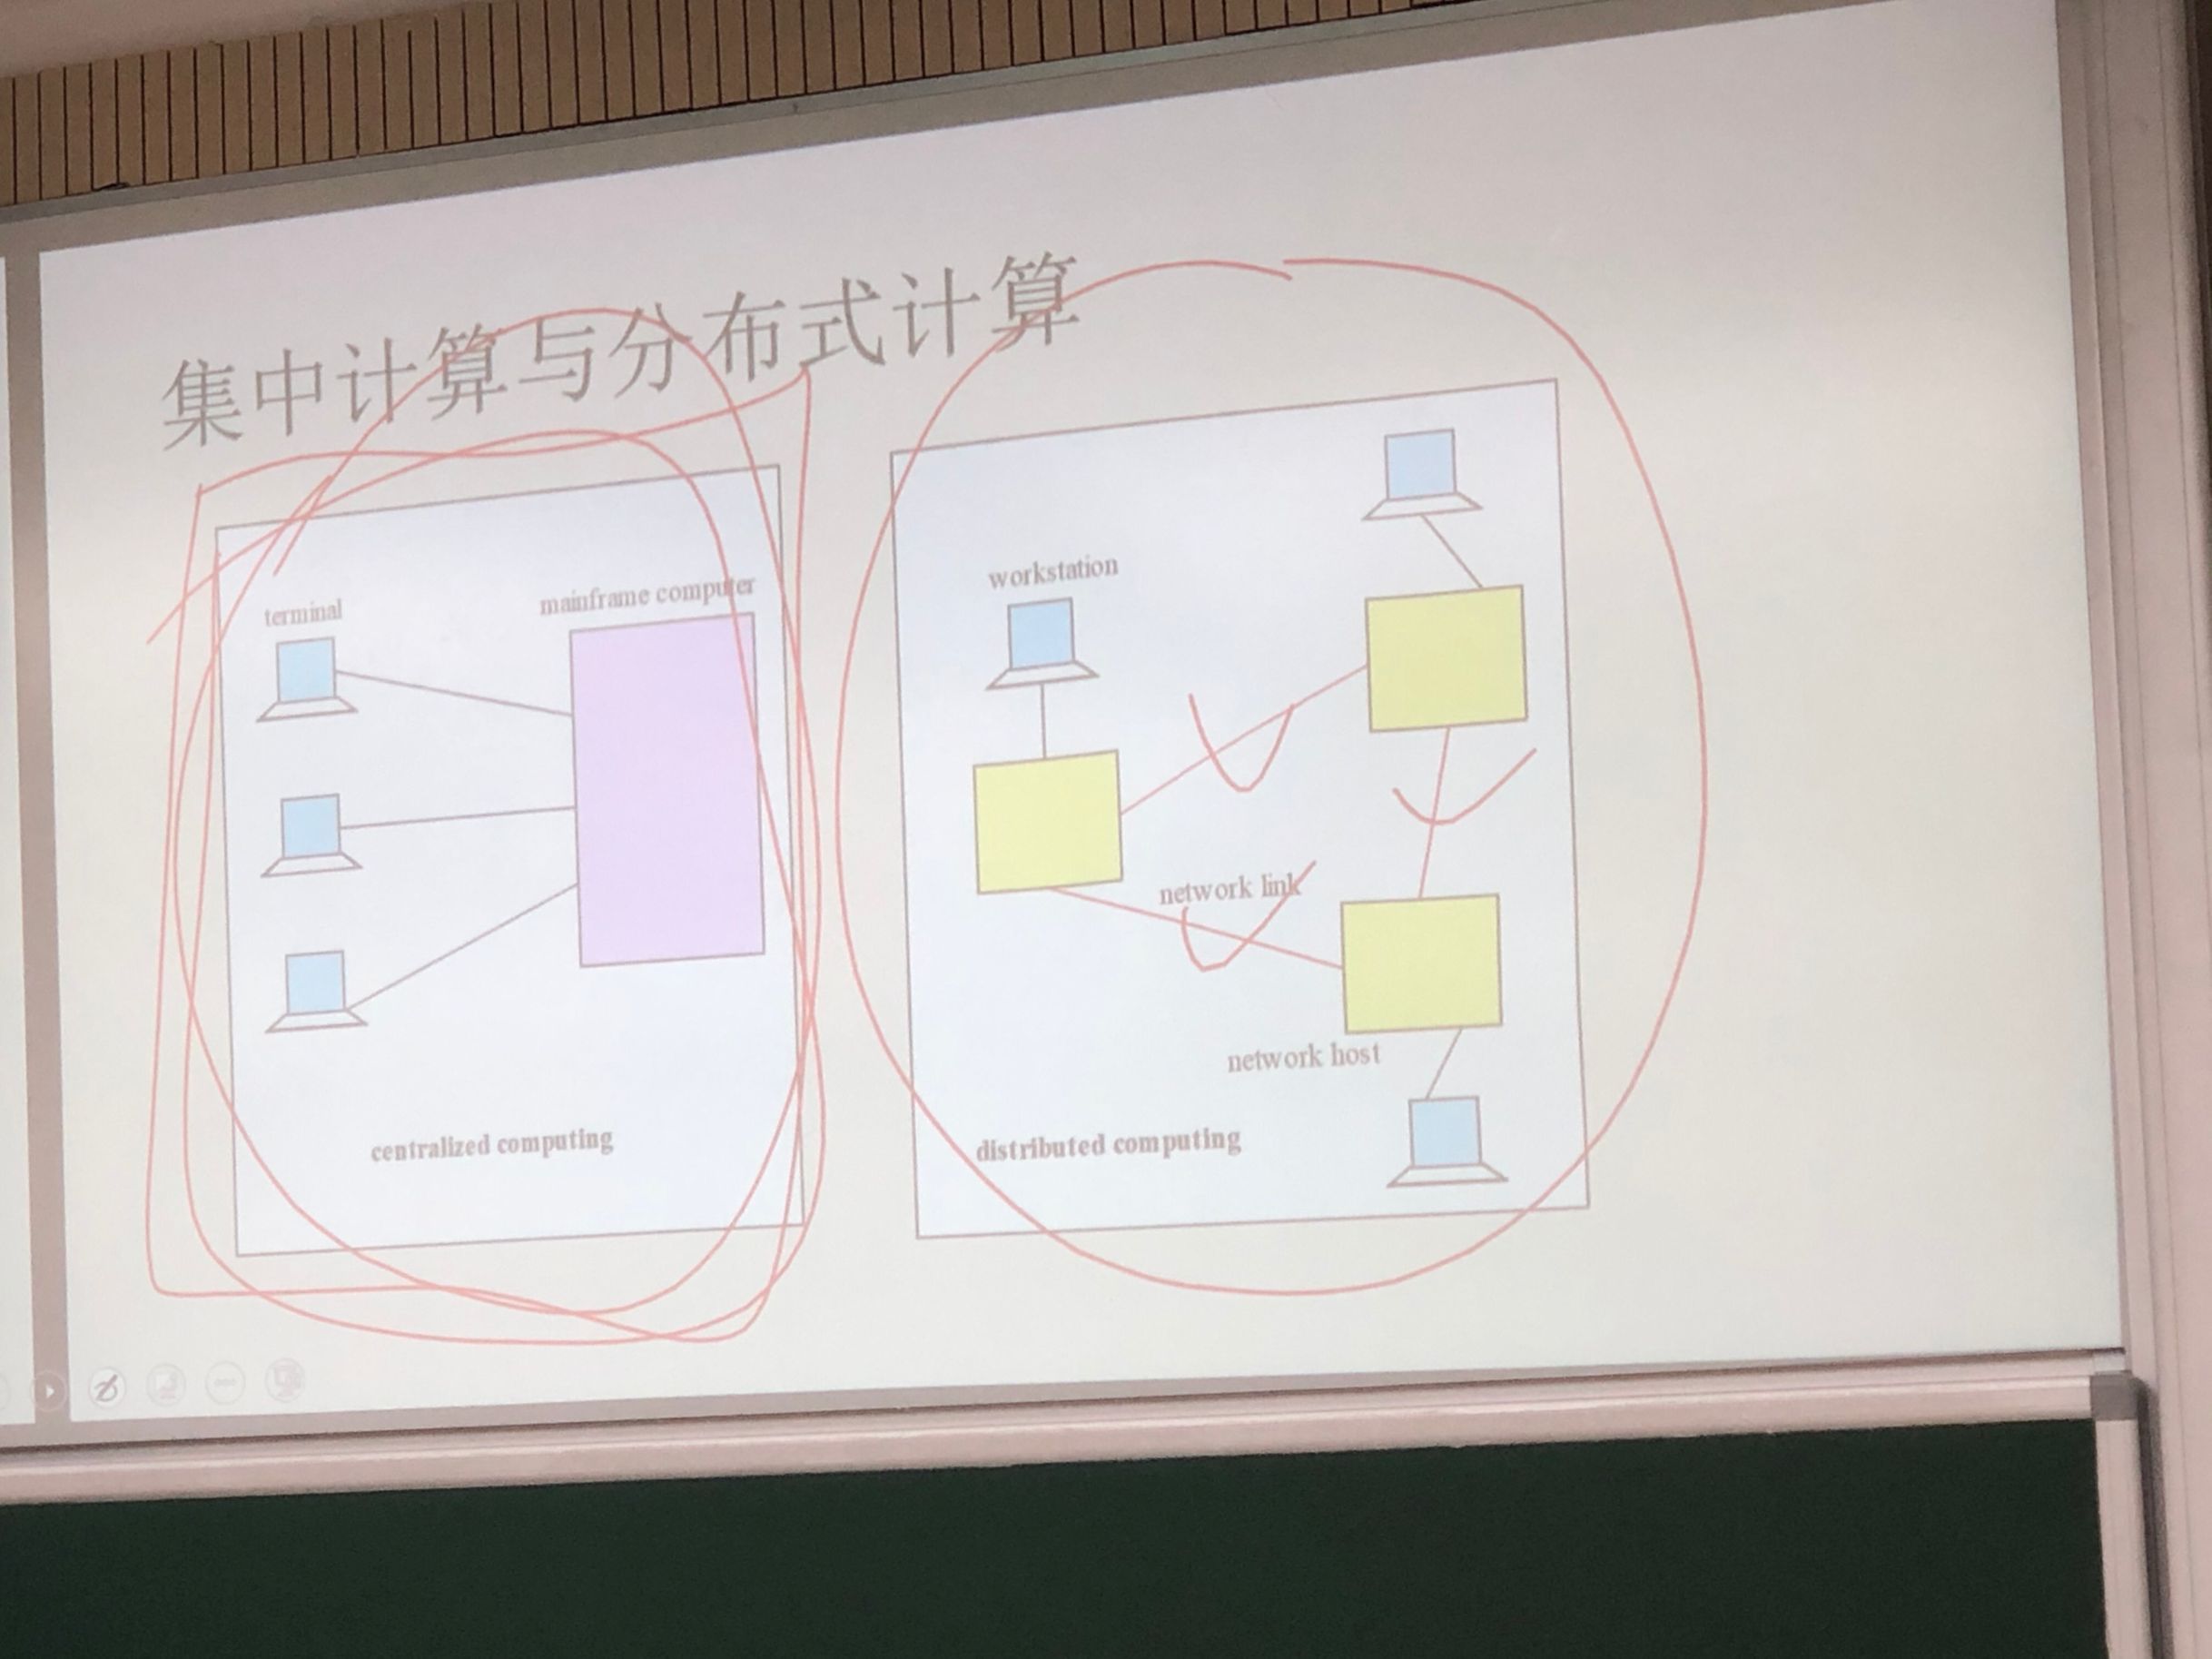 集中计算与分布式计算
terminal
mainframe computer
centralized computing
workstation
network link
network host
distributed computing